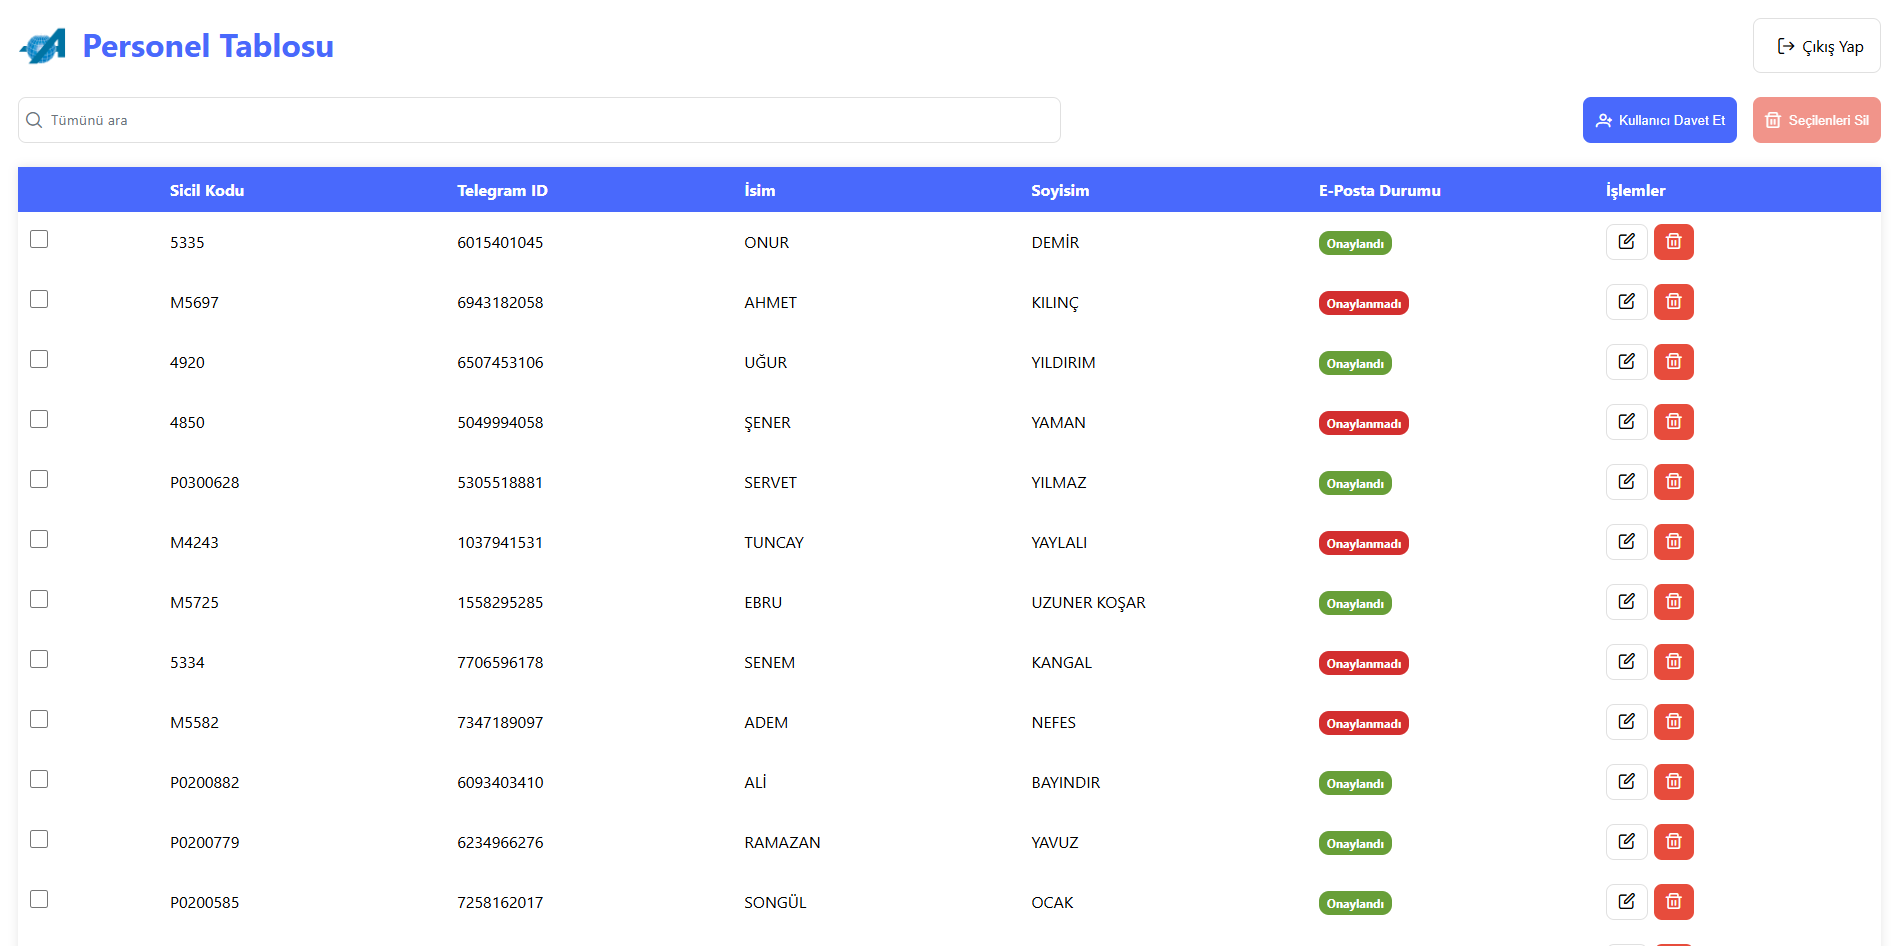 Personel Tablosu
Çıkış Yap
Tümünü ara
Kullanıcı Davet Et
Seçilenleri Sil
Sicil Kodu Telegram ID İsim Soyisim E-Posta Durumu İşlemler
5335 6015401045 ONUR DEMİR Onaylandı
M5697 6943182058 AHMET KILINÇ Onaylanmadı
4920 6507453106 UĞUR YILDIRIM Onaylandı
4850 5049994058 ŞENER YAMAN Onaylanmadı
P0300628 5305518881 SERVET YILMAZ Onaylandı
M4243 1037941531 TUNCAY YAYLALI Onaylanmadı
M5725 1558295285 EBRU UZUNER KOŞAR Onaylandı
5334 7706596178 SENEM KANGAL Onaylanmadı
M5582 7347189097 ADEM NEFES Onaylanmadı
P0200882 6093403410 ALİ BAYINDIR Onaylandı
P0200779 6234966276 RAMAZAN YAVUZ Onaylandı
P0200585 7258162017 SONGÜL OCAK Onaylandı